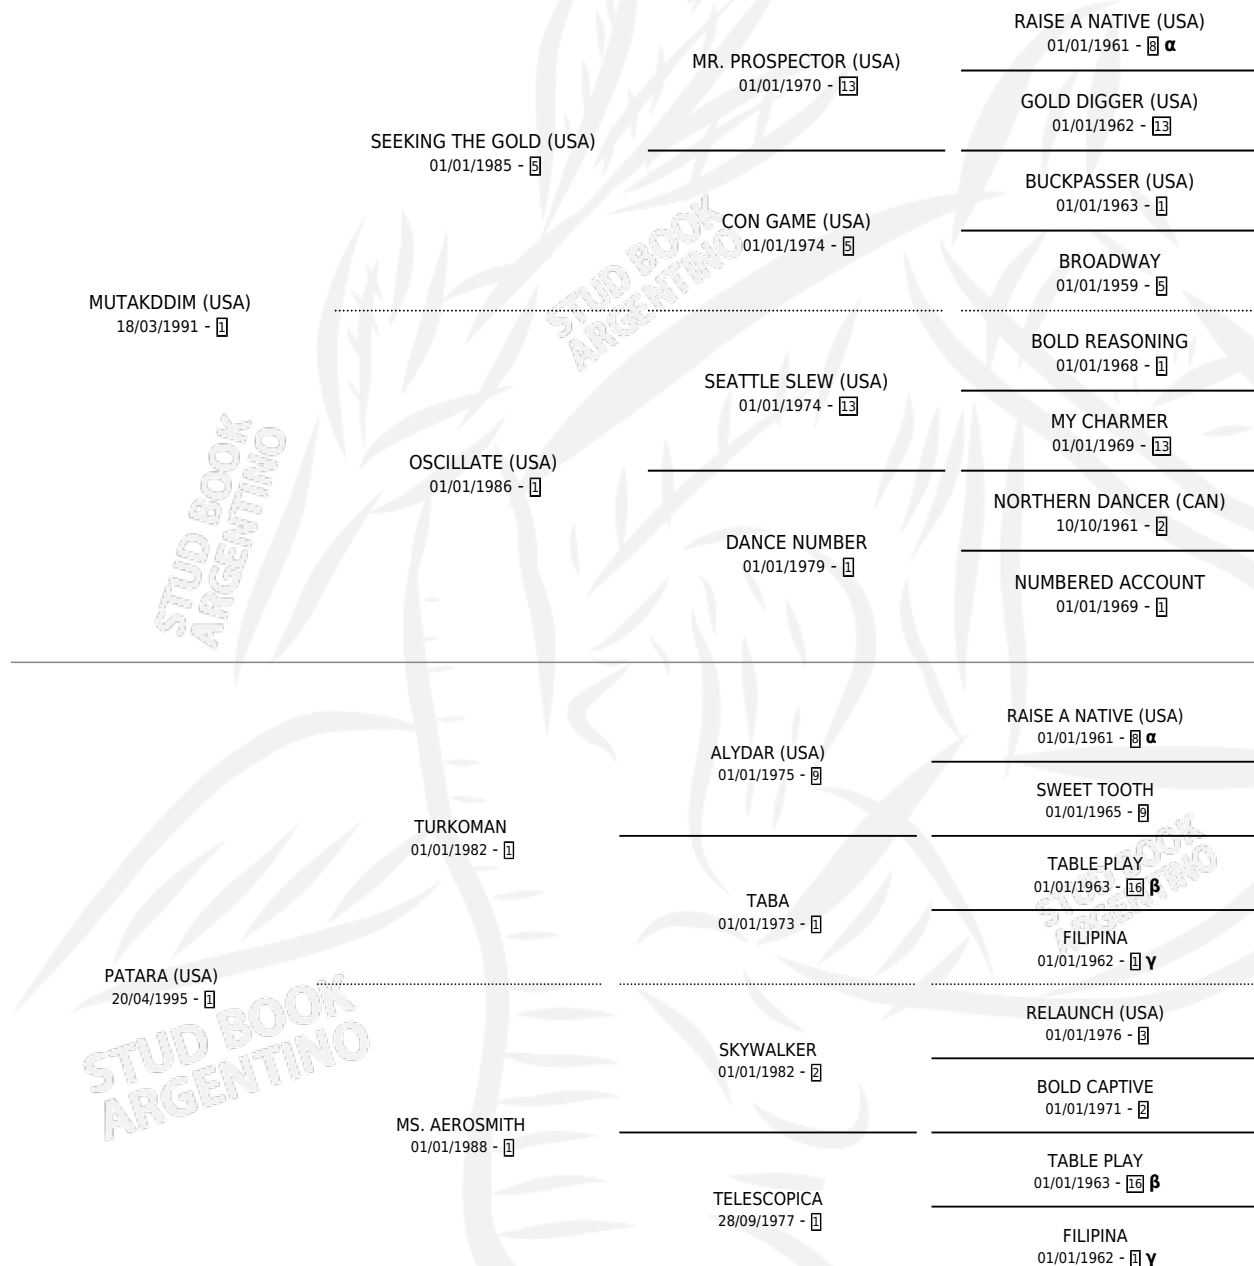 RAISE A NATIVE (USA)
01/01/1961 - 8 α
MR. PROSPECTOR (USA)
01/01/1970 - 13
GOLD DIGGER (USA)
01/01/1962 - 13
SEEKING THE GOLD (USA)
01/01/1985 - 5
BUCKPASSER (USA)
01/01/1963 - 1
CON GAME (USA)
01/01/1974 - 5
BROADWAY
01/01/1959 - 5
MUTAKDDIM (USA)
18/03/1991 - 1
BOLD REASONING
01/01/1968 - 1
SEATTLE SLEW (USA)
01/01/1974 - 13
MY CHARMER
01/01/1969 - 13
OSCILLATE (USA)
01/01/1986 - 1
NORTHERN DANCER (CAN)
10/10/1961 - 2
DANCE NUMBER
01/01/1979 - 1
NUMBERED ACCOUNT
01/01/1969 - 1
RAISE A NATIVE (USA)
01/01/1961 - 8 α
ALYDAR (USA)
01/01/1975 - 9
SWEET TOOTH
01/01/1965 - 9
TURKOMAN
01/01/1982 - 1
TABLE PLAY
01/01/1963 - 16 β
TABA
01/01/1973 - 1
FILIPINA
01/01/1962 - 1 γ
PATARA (USA)
20/04/1995 - 1
RELAUNCH (USA)
01/01/1976 - 3
SKYWALKER
01/01/1982 - 2
BOLD CAPTIVE
01/01/1971 - 2
MS. AEROSMITH
01/01/1988 - 1
TABLE PLAY
01/01/1963 - 16 β
TELESCOPICA
28/09/1977 - 1
FILIPINA
01/01/1962 - 1 γ
STUD BOOK
ARGENTINO
STUD BOOK
ARGENTINO
STUD BOOK
ARGENTINO
STUD BOOK
ARGENTINO